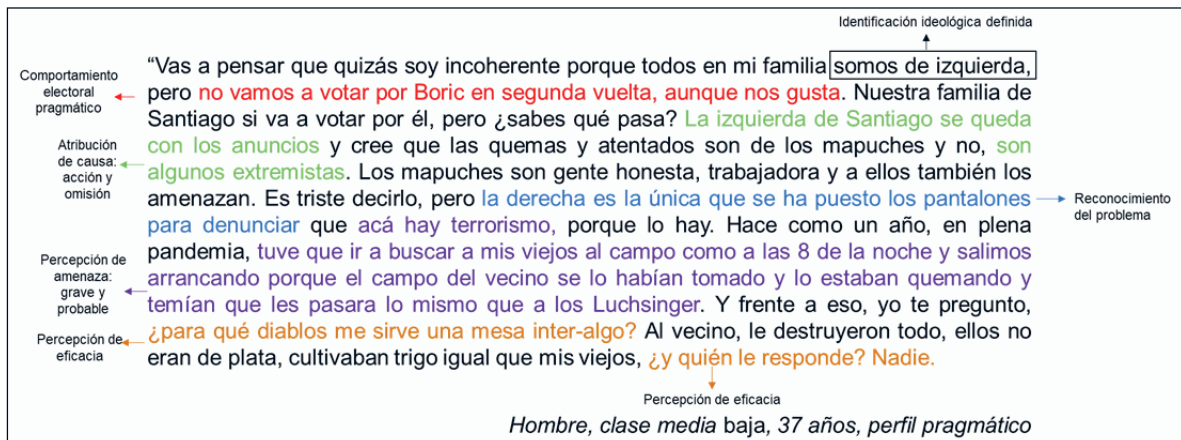 Identificación ideológica definida
“Vas a pensar que quizás soy incoherente porque todos en mi familia somos de izquierda,
pero no vamos a votar por Boric en segunda vuelta, aunque nos gusta. Nuestra familia de
Santiago si va a votar por él, pero ¿sabes qué pasa? La izquierda de Santiago se queda
con los anuncios y cree que las quemas y atentados son de los mapuches y no, son
algunos extremistas. Los mapuches son gente honesta, trabajadora y a ellos también los
amenazan. Es triste decirlo, pero la derecha es la única que se ha puesto los pantalones
para denunciar que acá hay terrorismo, porque lo hay. Hace como un año, en plena
pandemia, tuve que ir a buscar a mis viejos al campo como a las 8 de la noche y salimos
arrancando porque el campo del vecino se lo habían tomado y lo estaban quemando y
temían que les pasara lo mismo que a los Luchsinger. Y frente a eso, yo te pregunto,
¿para qué diablos me sirve una mesa inter-algo? Al vecino, le destruyeron todo, ellos no
eran de plata, cultivaban trigo igual que mis viejos, ¿y quién le responde? Nadie.
Comportamiento
electoral
pragmático
Atribución
de causa:
acción y
omisión
Percepción de
amenaza:
grave y
probable
Percepción de
eficacia
Reconocimiento
del problema
Percepción de eficacia
Hombre, clase media baja, 37 años, perfil pragmático